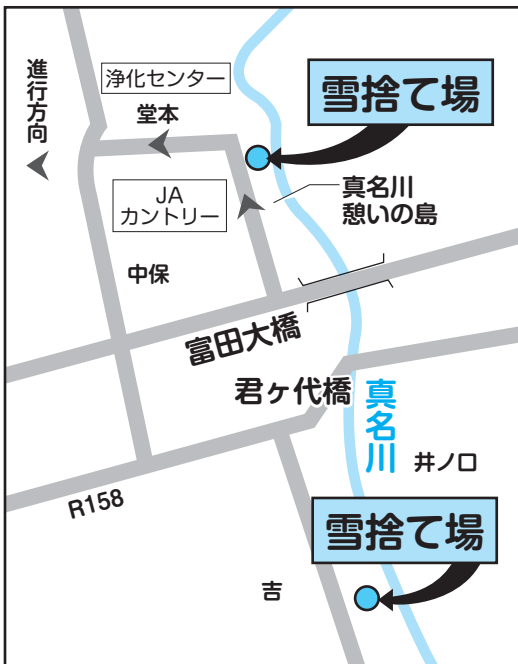 進行方向
浄化センター
堂本
雪捨て場
JA
カントリー
真名川
憩いの島
中保
富田大橋
君ヶ代橋
真名川
井ノ口
R158
雪捨て場
吉